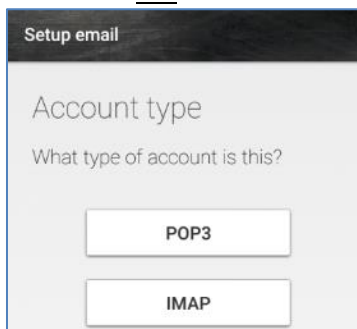 Setup email
Account type
What type of account is this?
POP3
IMAP